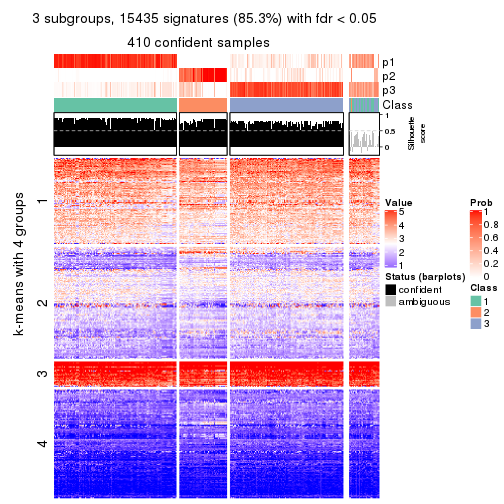 3 subgroups, 15435 signatures (85.3%) with fdr < 0.05
410 confident samples
p1
p2
p3
Class
1
0.5
0
Silhouette
score
k-means with 4 groups
1
2
3
4
Value
5
4
3
2
1
Status (barplots)
confident
ambiguous
Prob
1
0.8
0.6
0.4
0.2
0
Class
1
2
3